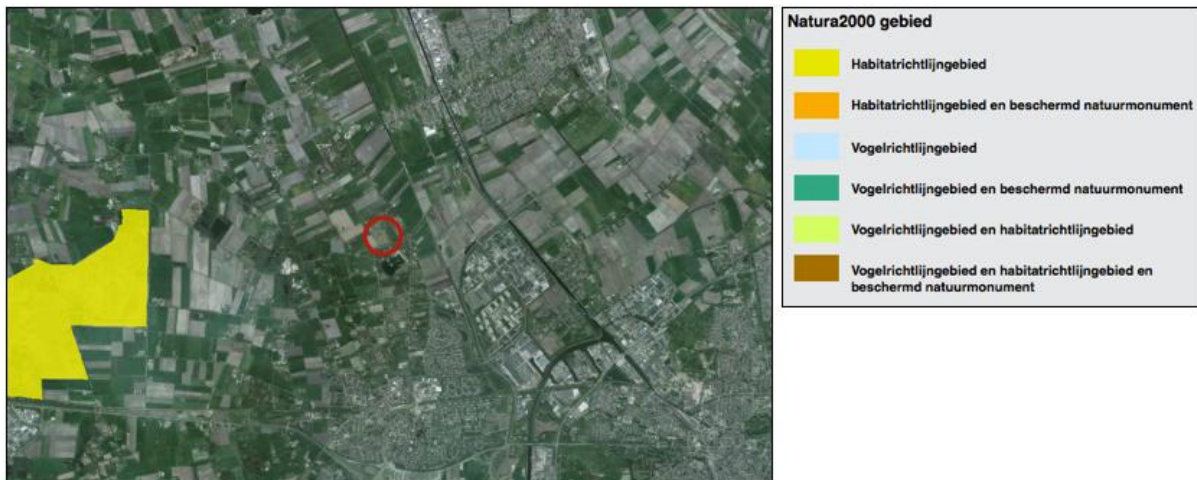 Natura2000 gebied
Habitatrichtlijngebied
Habitatrichtlijngebied en beschermd natuurmonument
Vogelrichtlijngebied
Vogelrichtlijngebied en beschermd natuurmonument
Vogelrichtlijngebied en habitatrichtlijngebied
Vogelrichtlijngebied en habitatrichtlijngebied en
beschermd natuurmonument